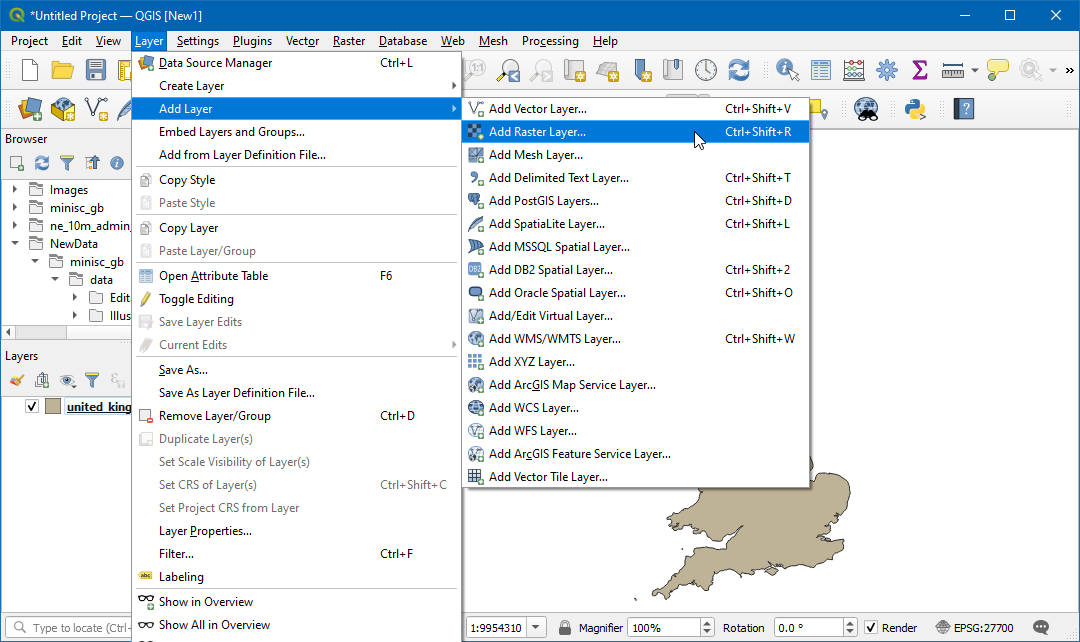 *Untitled Project — QGIS [New1]
Project Edit View Layer Settings Plugins Vector Raster Database Web Mesh Processing Help
Data Source Manager Ctrl+L
Create Layer
Add Layer
Embed Layers and Groups...
Add from Layer Definition File...
Copy Style
Paste Style
Copy Layer
Paste Layer/Group
Open Attribute Table F6
Toggle Editing
Save Layer Edits
Current Edits
Save As...
Save As Layer Definition File...
Remove Layer/Group Ctrl+D
Duplicate Layer(s)
Set Scale Visibility of Layer(s)
Set CRS of Layer(s) Ctrl+Shift+C
Set Project CRS from Layer
Layer Properties...
Filter... Ctrl+F
abc Labeling
Show in Overview
Show All in Overview
Add Vector Layer... Ctrl+Shift+V
Add Raster Layer... Ctrl+Shift+R
Add Mesh Layer...
Add Delimited Text Layer... Ctrl+Shift+T
Add PostGIS Layers... Ctrl+Shift+D
Add SpatiaLite Layer... Ctrl+Shift+L
Add MSSQL Spatial Layer...
DB2 Add DB2 Spatial Layer... Ctrl+Shift+2
Add Oracle Spatial Layer... Ctrl+Shift+O
Add/Edit Virtual Layer...
Add WMS/WMTS Layer... Ctrl+Shift+W
Add XYZ Layer...
Add ArcGIS Map Service Layer...
Add WCS Layer...
Add WFS Layer...
Add ArcGIS Feature Service Layer...
Add Vector Tile Layer...
Browser
Images
minisc_gb
ne_10m_admin_
NewData
minisc_gb
data
Edit
Illus
Layers
united_king
Type to locate (Ctrl-
1:9954310 Magnifier 100% Rotation 0.0 ° Render EPSG:27700